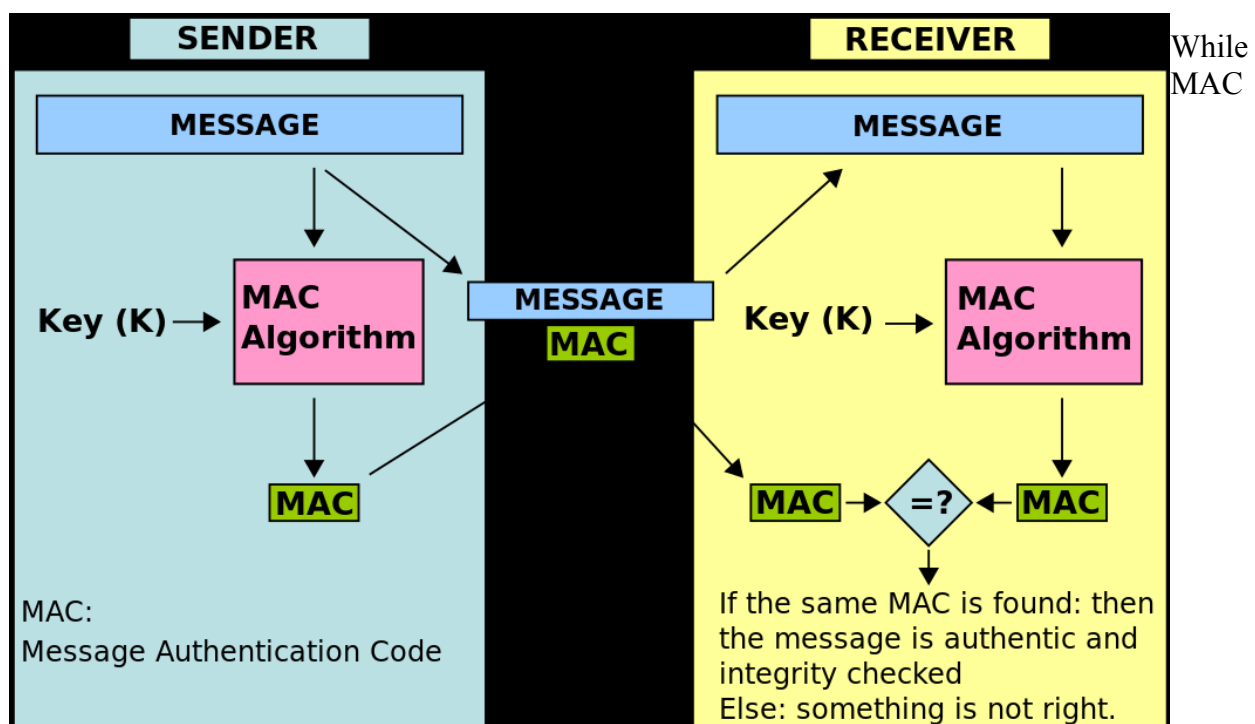 SENDER
MESSAGE
Key (K)
MAC
Algorithm
MAC
MAC:
Message Authentication Code
MESSAGE
MAC
RECEIVER
MESSAGE
Key (K)
MAC
Algorithm
MAC
=?
MAC
If the same MAC is found: then
the message is authentic and
integrity checked
Else: something is not right.
While
MAC